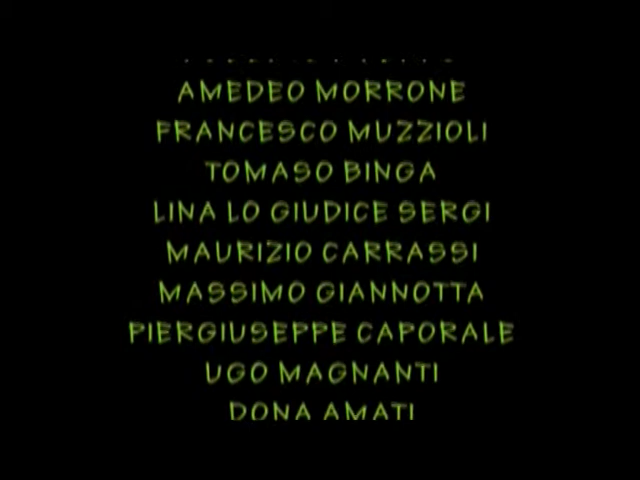 AMEDEO MORRONE
FRANCESCO MUZZIOLI
TOMASO BINGA
LINA LO GIUDICE SERGI
MAURIZIO CARRASSI
MASSIMO GIANNOTTA
PIERGIUSEPPE CAPORALE
UGO MAGNANTI
DONA AMATI